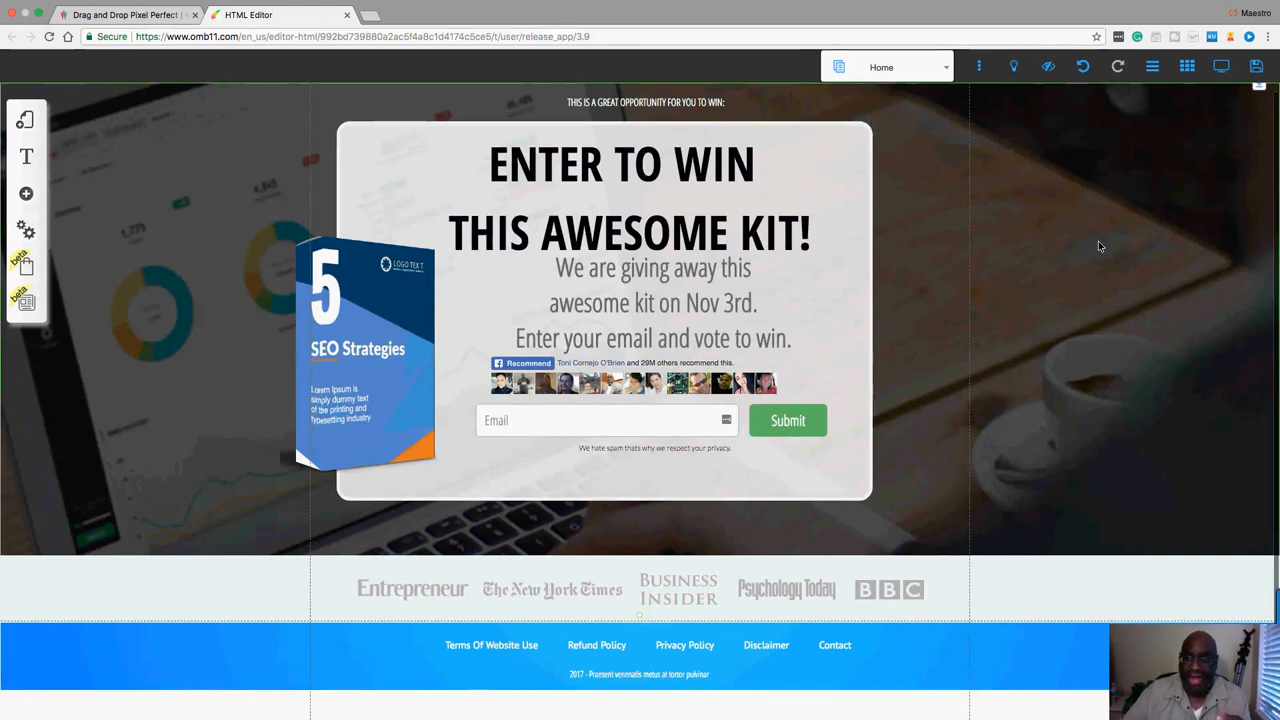 Drag and Drop Pixel Perfect |
HTML Editor
Maestro
Secure
https://www.omb11.com/en_us/editor-html/992bd739880a2ac5f4a8c1d4174c5ce5/t/user/release_app/3.9
Home
THIS IS A GREAT OPPORTUNITY FOR YOU TO WIN:
ENTER TO WIN
THIS AWESOME KIT!
We are giving away this
awesome kit on Nov 3rd.
Enter your email and vote to win.
Recommend
Toni Cornejo O'Brien and 29M others recommend this.
Email
Submit
We hate spam thats why we respect your privacy.
5
LOGO TEXT
SEO Strategies
Lorem Ipsum is
simply dummy text
of the printing and
typesetting industry
T
beta
beta
Entrepreneur
The New York Times
BUSINESS
INSIDER
Psychology Today
BBC
Terms Of Website Use
Refund Policy
Privacy Policy
Disclaimer
Contact
2017 - Praesent venenatis metus at tortor pulvinar